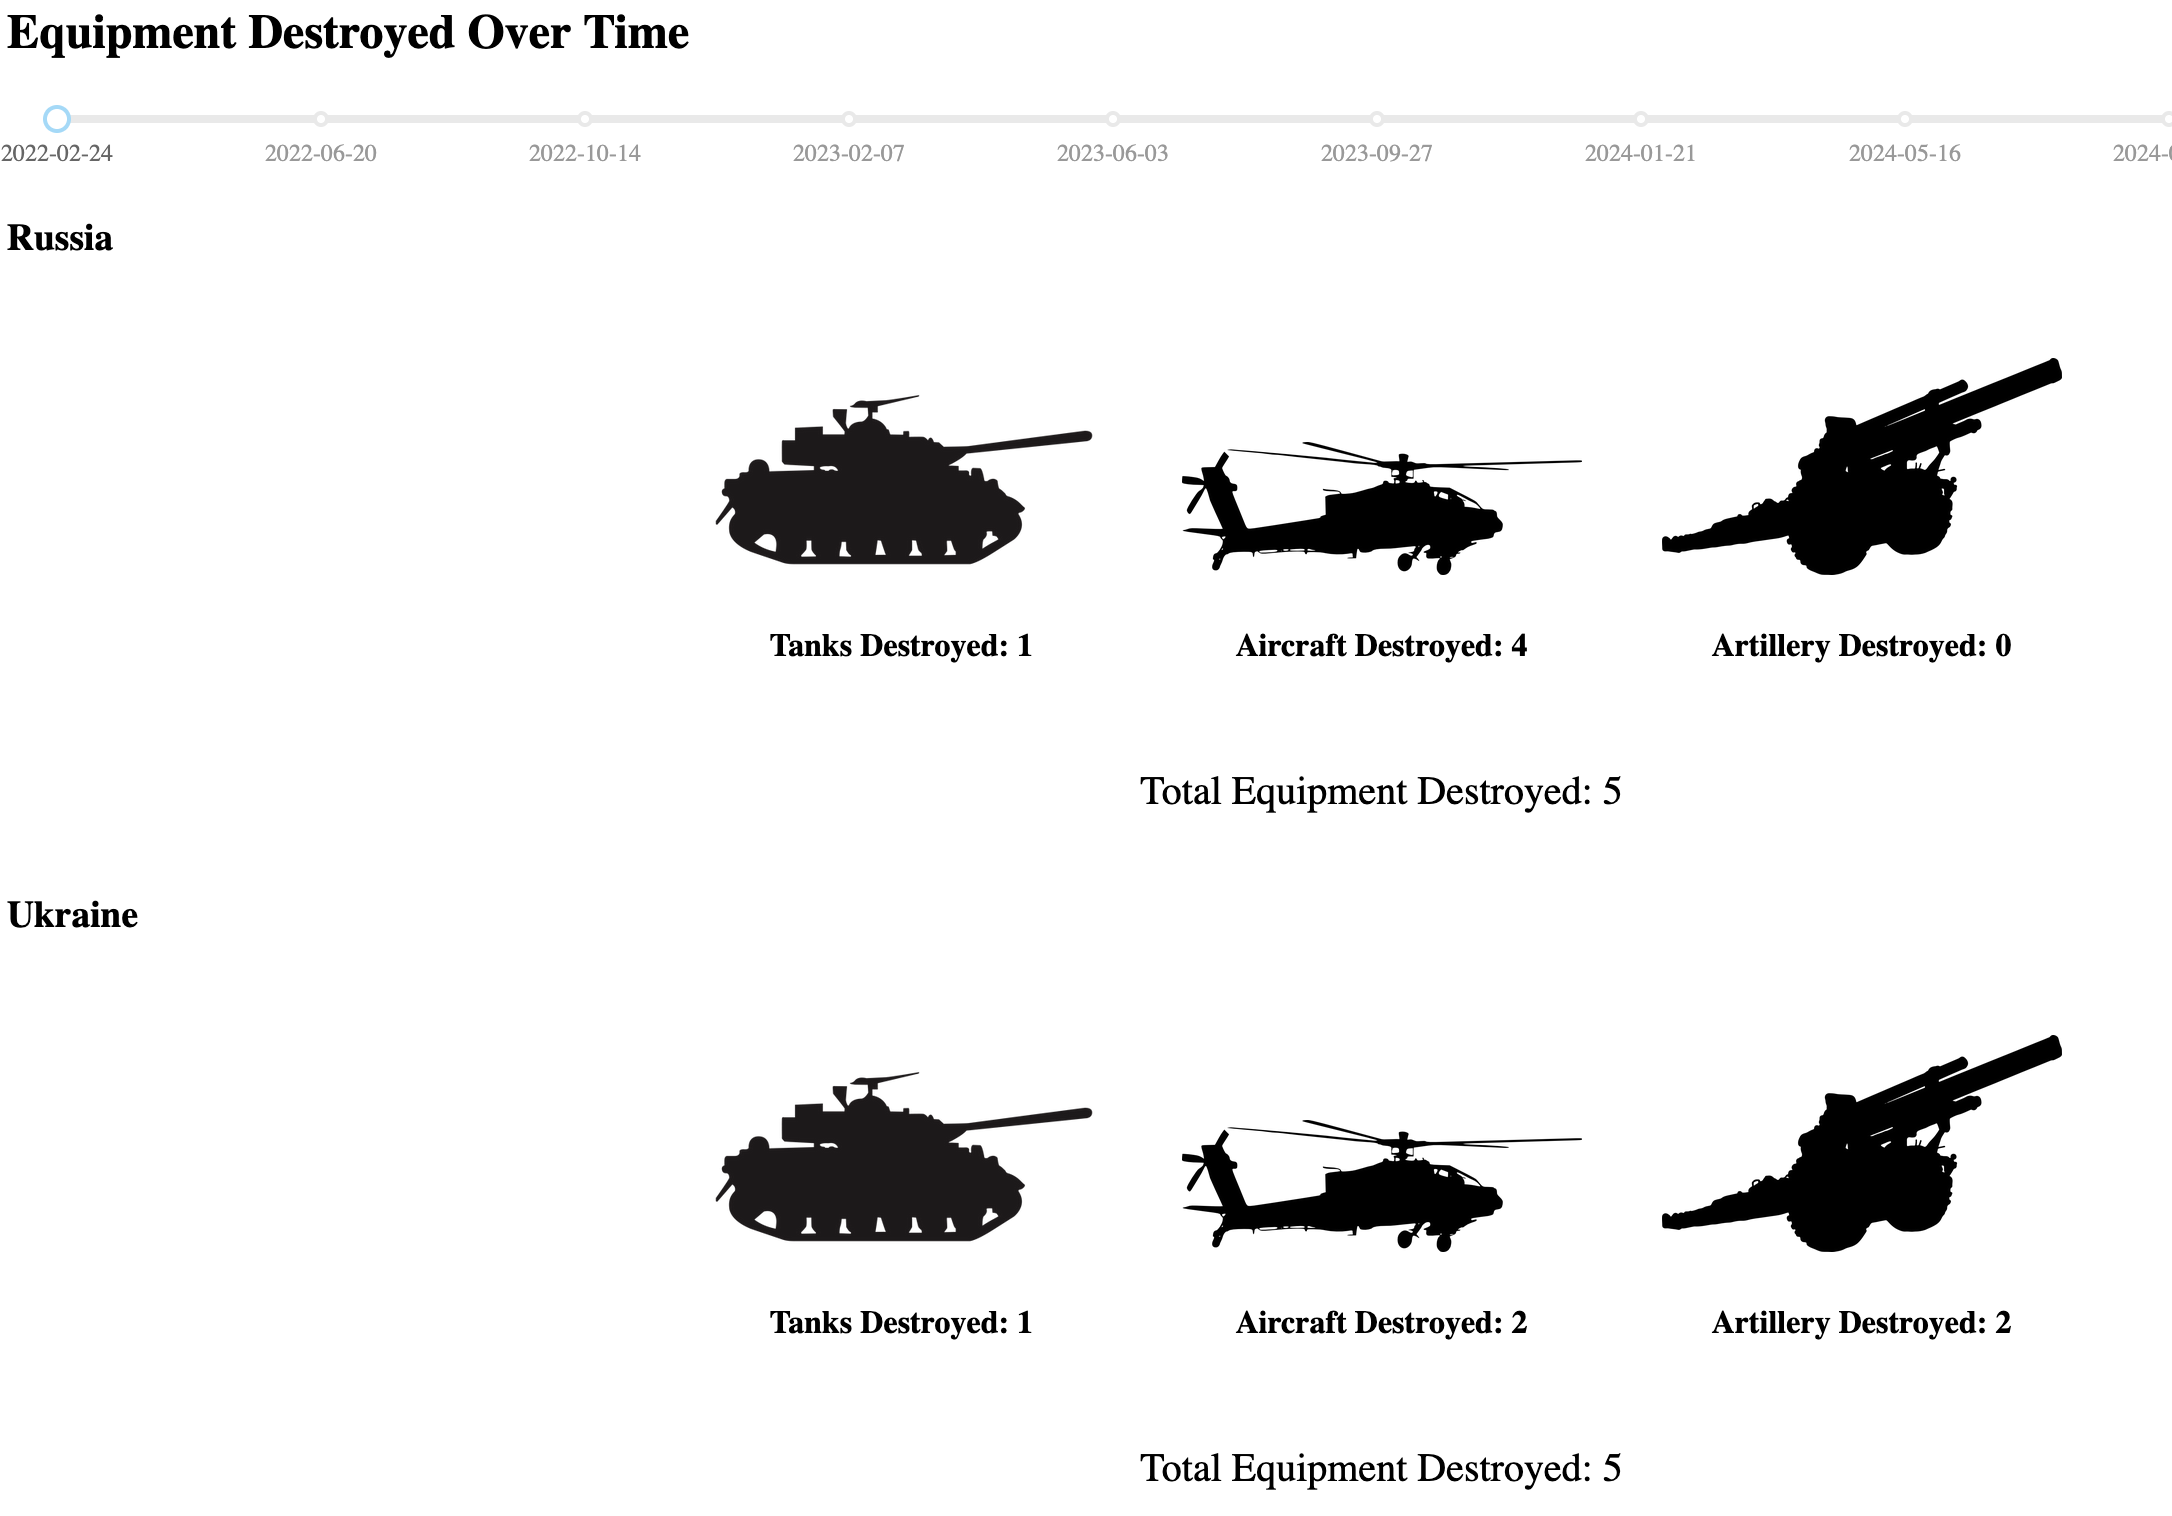 Equipment Destroyed Over Time
2022-02-24 2022-06-20 2022-10-14 2023-02-07 2023-06-03 2023-09-27 2024-01-21 2024-05-16
Russia
Tanks Destroyed: 1 Aircraft Destroyed: 4 Artillery Destroyed: 0
Total Equipment Destroyed: 5
Ukraine
Tanks Destroyed: 1 Aircraft Destroyed: 2 Artillery Destroyed: 2
Total Equipment Destroyed: 5